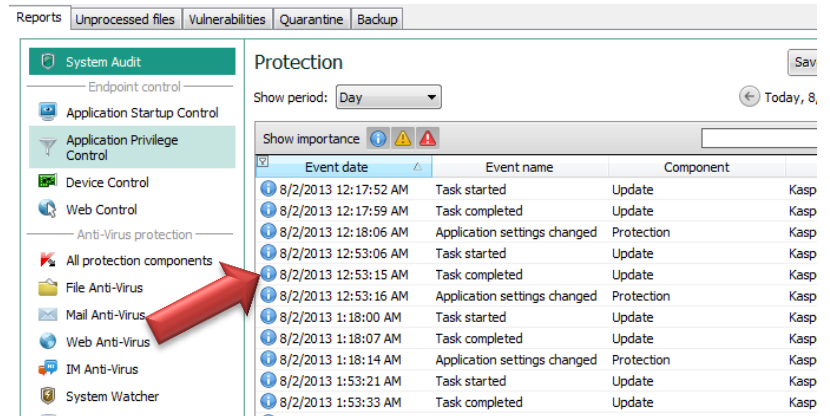 Reports Unprocessed files Vulnerabilities Quarantine Backup
System Audit
Endpoint control
Application Startup Control
Application Privilege
Control
Device Control
Web Control
Anti-Virus protection
All protection components
File Anti-Virus
Mail Anti-Virus
Web Anti-Virus
IM Anti-Virus
System Watcher
Protection
Save
Show period: Day
Today, 8/
Show importance
Event date Event name Component
8/2/2013 12:17:52 AM Task started Update Kasp
8/2/2013 12:17:59 AM Task completed Update Kasp
8/2/2013 12:18:06 AM Application settings changed Protection Kasp
8/2/2013 12:53:06 AM Task started Update Kasp
8/2/2013 12:53:15 AM Task completed Update Kasp
8/2/2013 12:53:16 AM Application settings changed Protection Kasp
8/2/2013 1:18:00 AM Task started Update Kasp
8/2/2013 1:18:07 AM Task completed Update Kasp
8/2/2013 1:18:14 AM Application settings changed Protection Kasp
8/2/2013 1:53:21 AM Task started Update Kasp
8/2/2013 1:53:33 AM Task completed Update Kasp